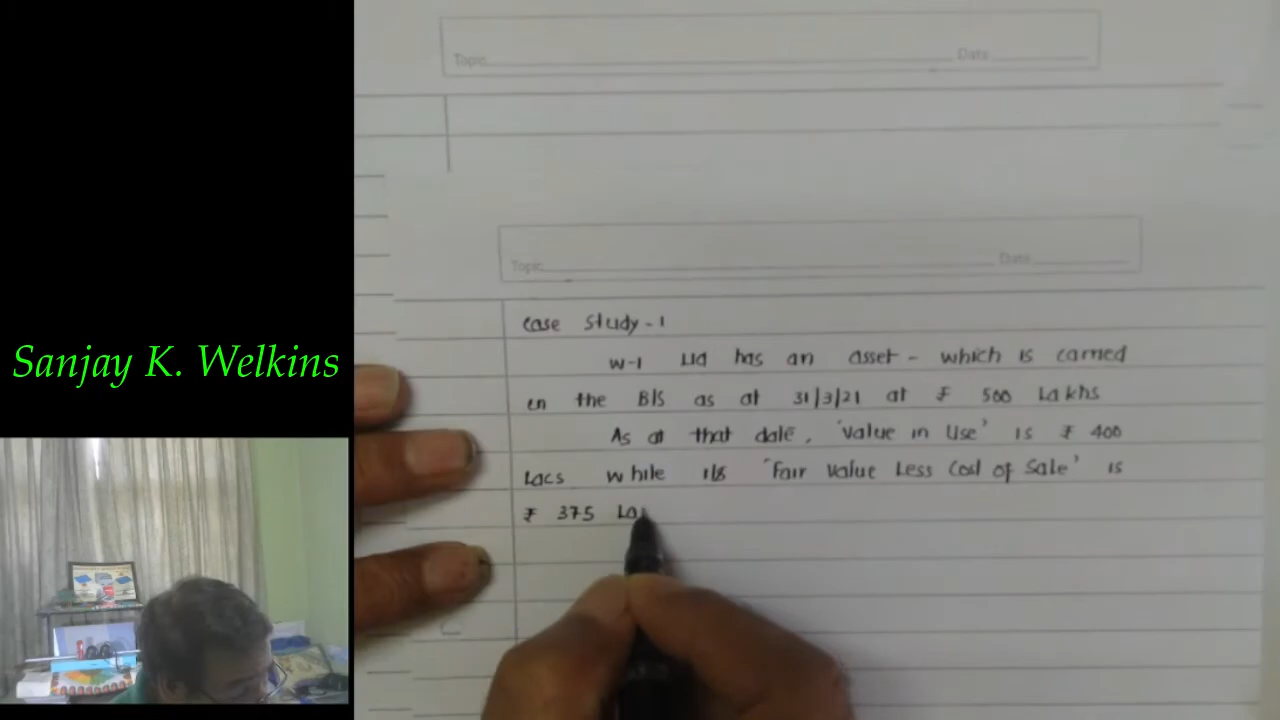 Topic
Date
Topic
Date
Case Study - 1
W-1 Ltd has an asset - which is carried
in the B/S as at 31/3/21 at ₹ 500 Lakhs
As at that date, 'Value in Use' is ₹ 400
Lacs while its 'Fair Value Less Cost of Sale' is
₹ 375 La
Sanjay K. Welkins